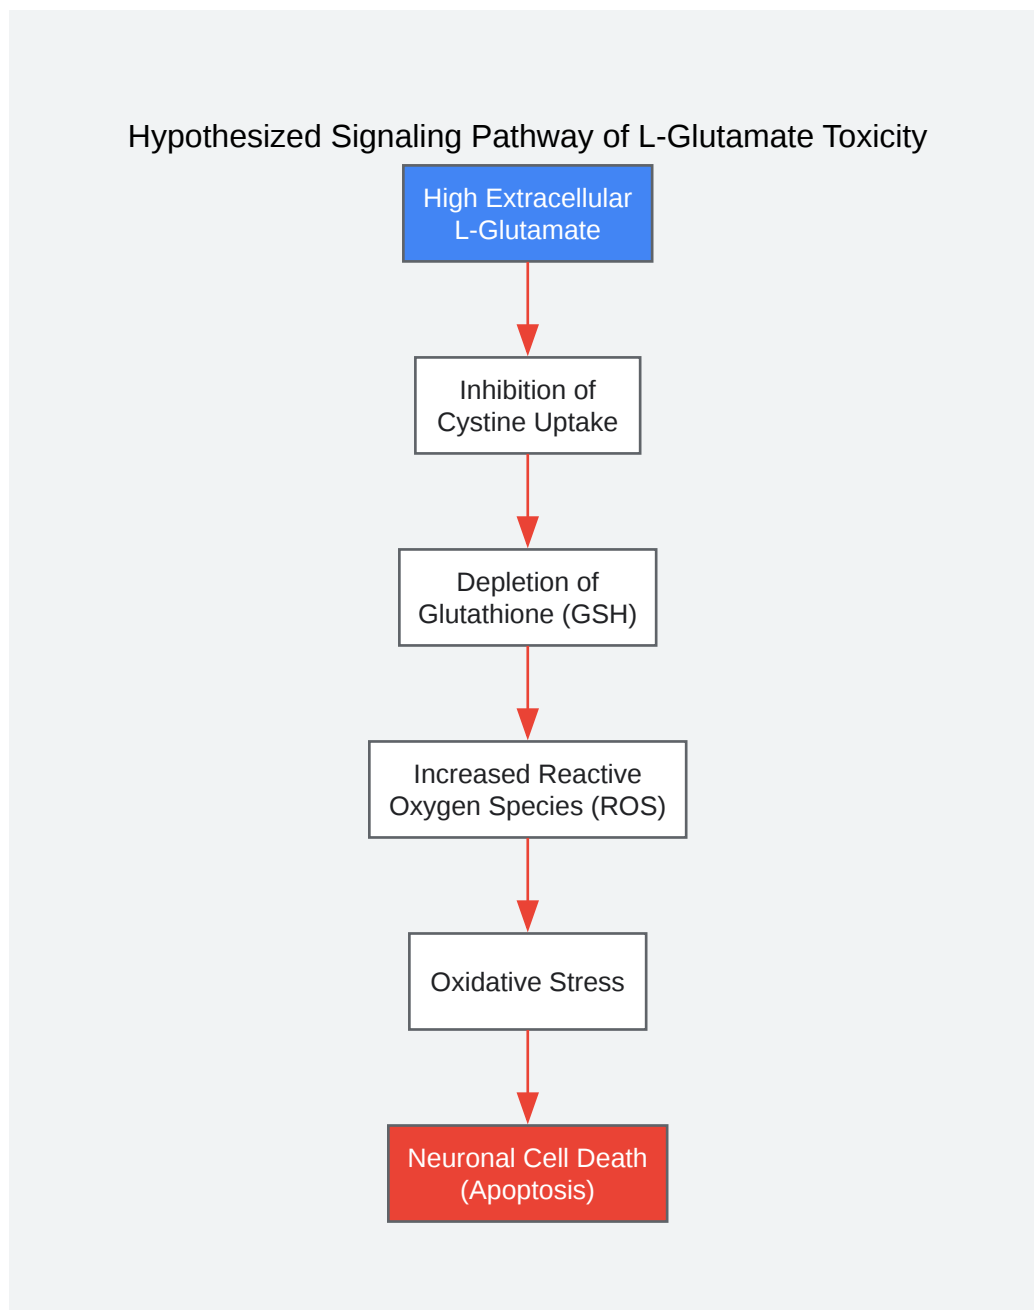 Hypothesized Signaling Pathway of L-Glutamate Toxicity
High Extracellular
L-Glutamate
Inhibition of
Cystine Uptake
Depletion of
Glutathione (GSH)
Increased Reactive
Oxygen Species (ROS)
Oxidative Stress
Neuronal Cell Death
(Apoptosis)